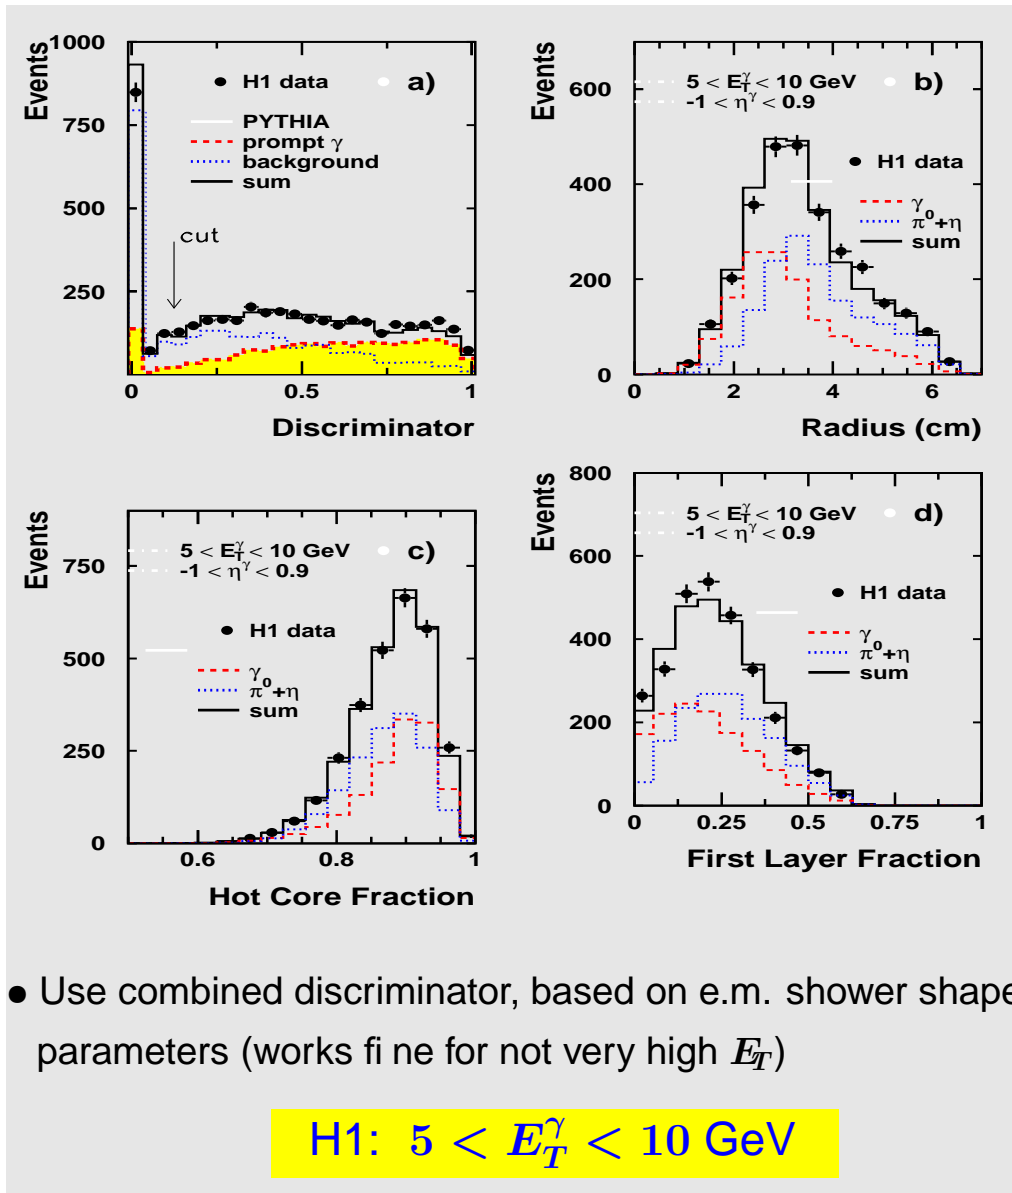 1000
750
500
250
0
0.5
1
Events
H1 data
a)
PYTHIA
prompt γ
background
sum
cut
Discriminator
600
400
200
0
0
2
4
6
Events
5 < E_T^γ < 10 GeV
-1 < η^γ < 0.9
b)
H1 data
γ
π⁰+η
sum
Radius (cm)
750
500
250
0
0.6
0.8
1
Events
5 < E_T^γ < 10 GeV
-1 < η^γ < 0.9
c)
H1 data
γ
π⁰+η
sum
Hot Core Fraction
800
600
400
200
0
0
0.25
0.5
0.75
1
Events
5 < E_T^γ < 10 GeV
-1 < η^γ < 0.9
d)
H1 data
γ
π⁰+η
sum
First Layer Fraction
• Use combined discriminator, based on e.m. shower shape
parameters (works fi ne for not very high E_T)
H1: 5 < E_T^γ < 10 GeV